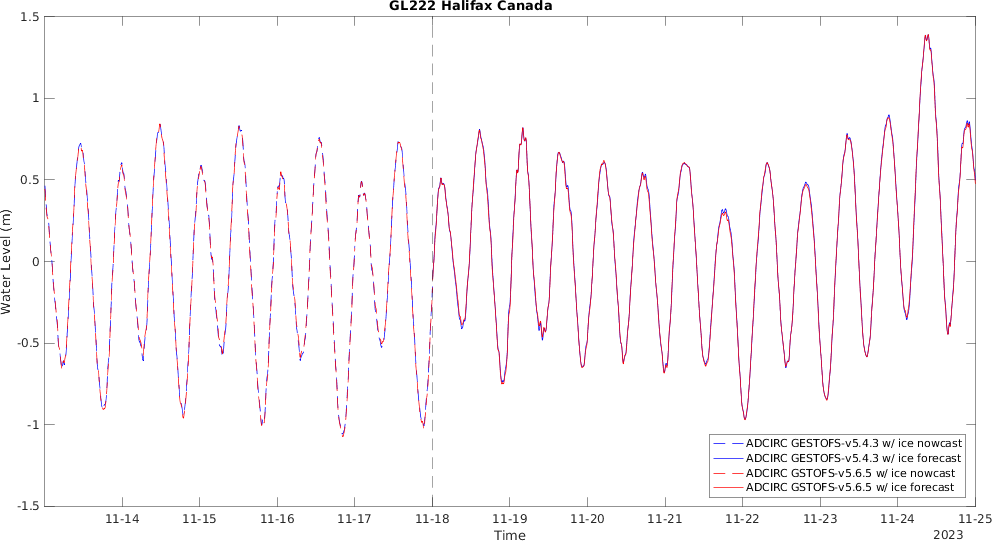 GL222 Halifax Canada
1.5
1
0.5
0
-0.5
-1
-1.5
Water Level (m)
11-14 11-15 11-16 11-17 11-18 11-19 11-20 11-21 11-22 11-23 11-24 11-25
Time
2023
ADCIRC GESTOFS-v5.4.3 w/ ice nowcast
ADCIRC GESTOFS-v5.4.3 w/ ice forecast
ADCIRC GSTOFS-v5.6.5 w/ ice nowcast
ADCIRC GSTOFS-v5.6.5 w/ ice forecast